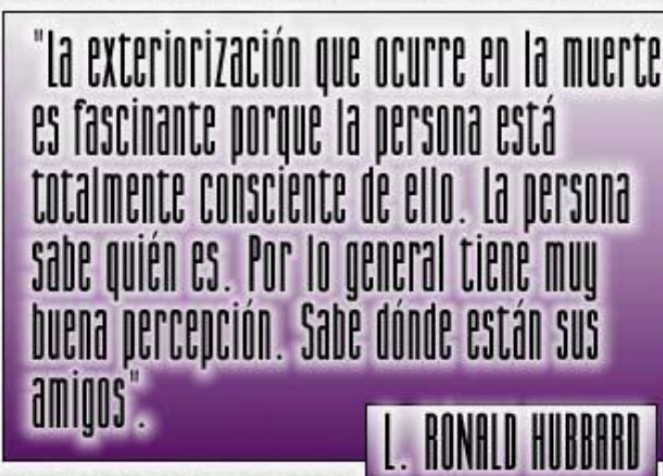 "La exteriorización que ocurre en la muerte
es fascinante porque la persona está
totalmente consciente de ello. La persona
sabe quién es. Por lo general tiene muy
buena percepción. Sabe dónde están sus
amigos".
L. RONALD HUBBARD